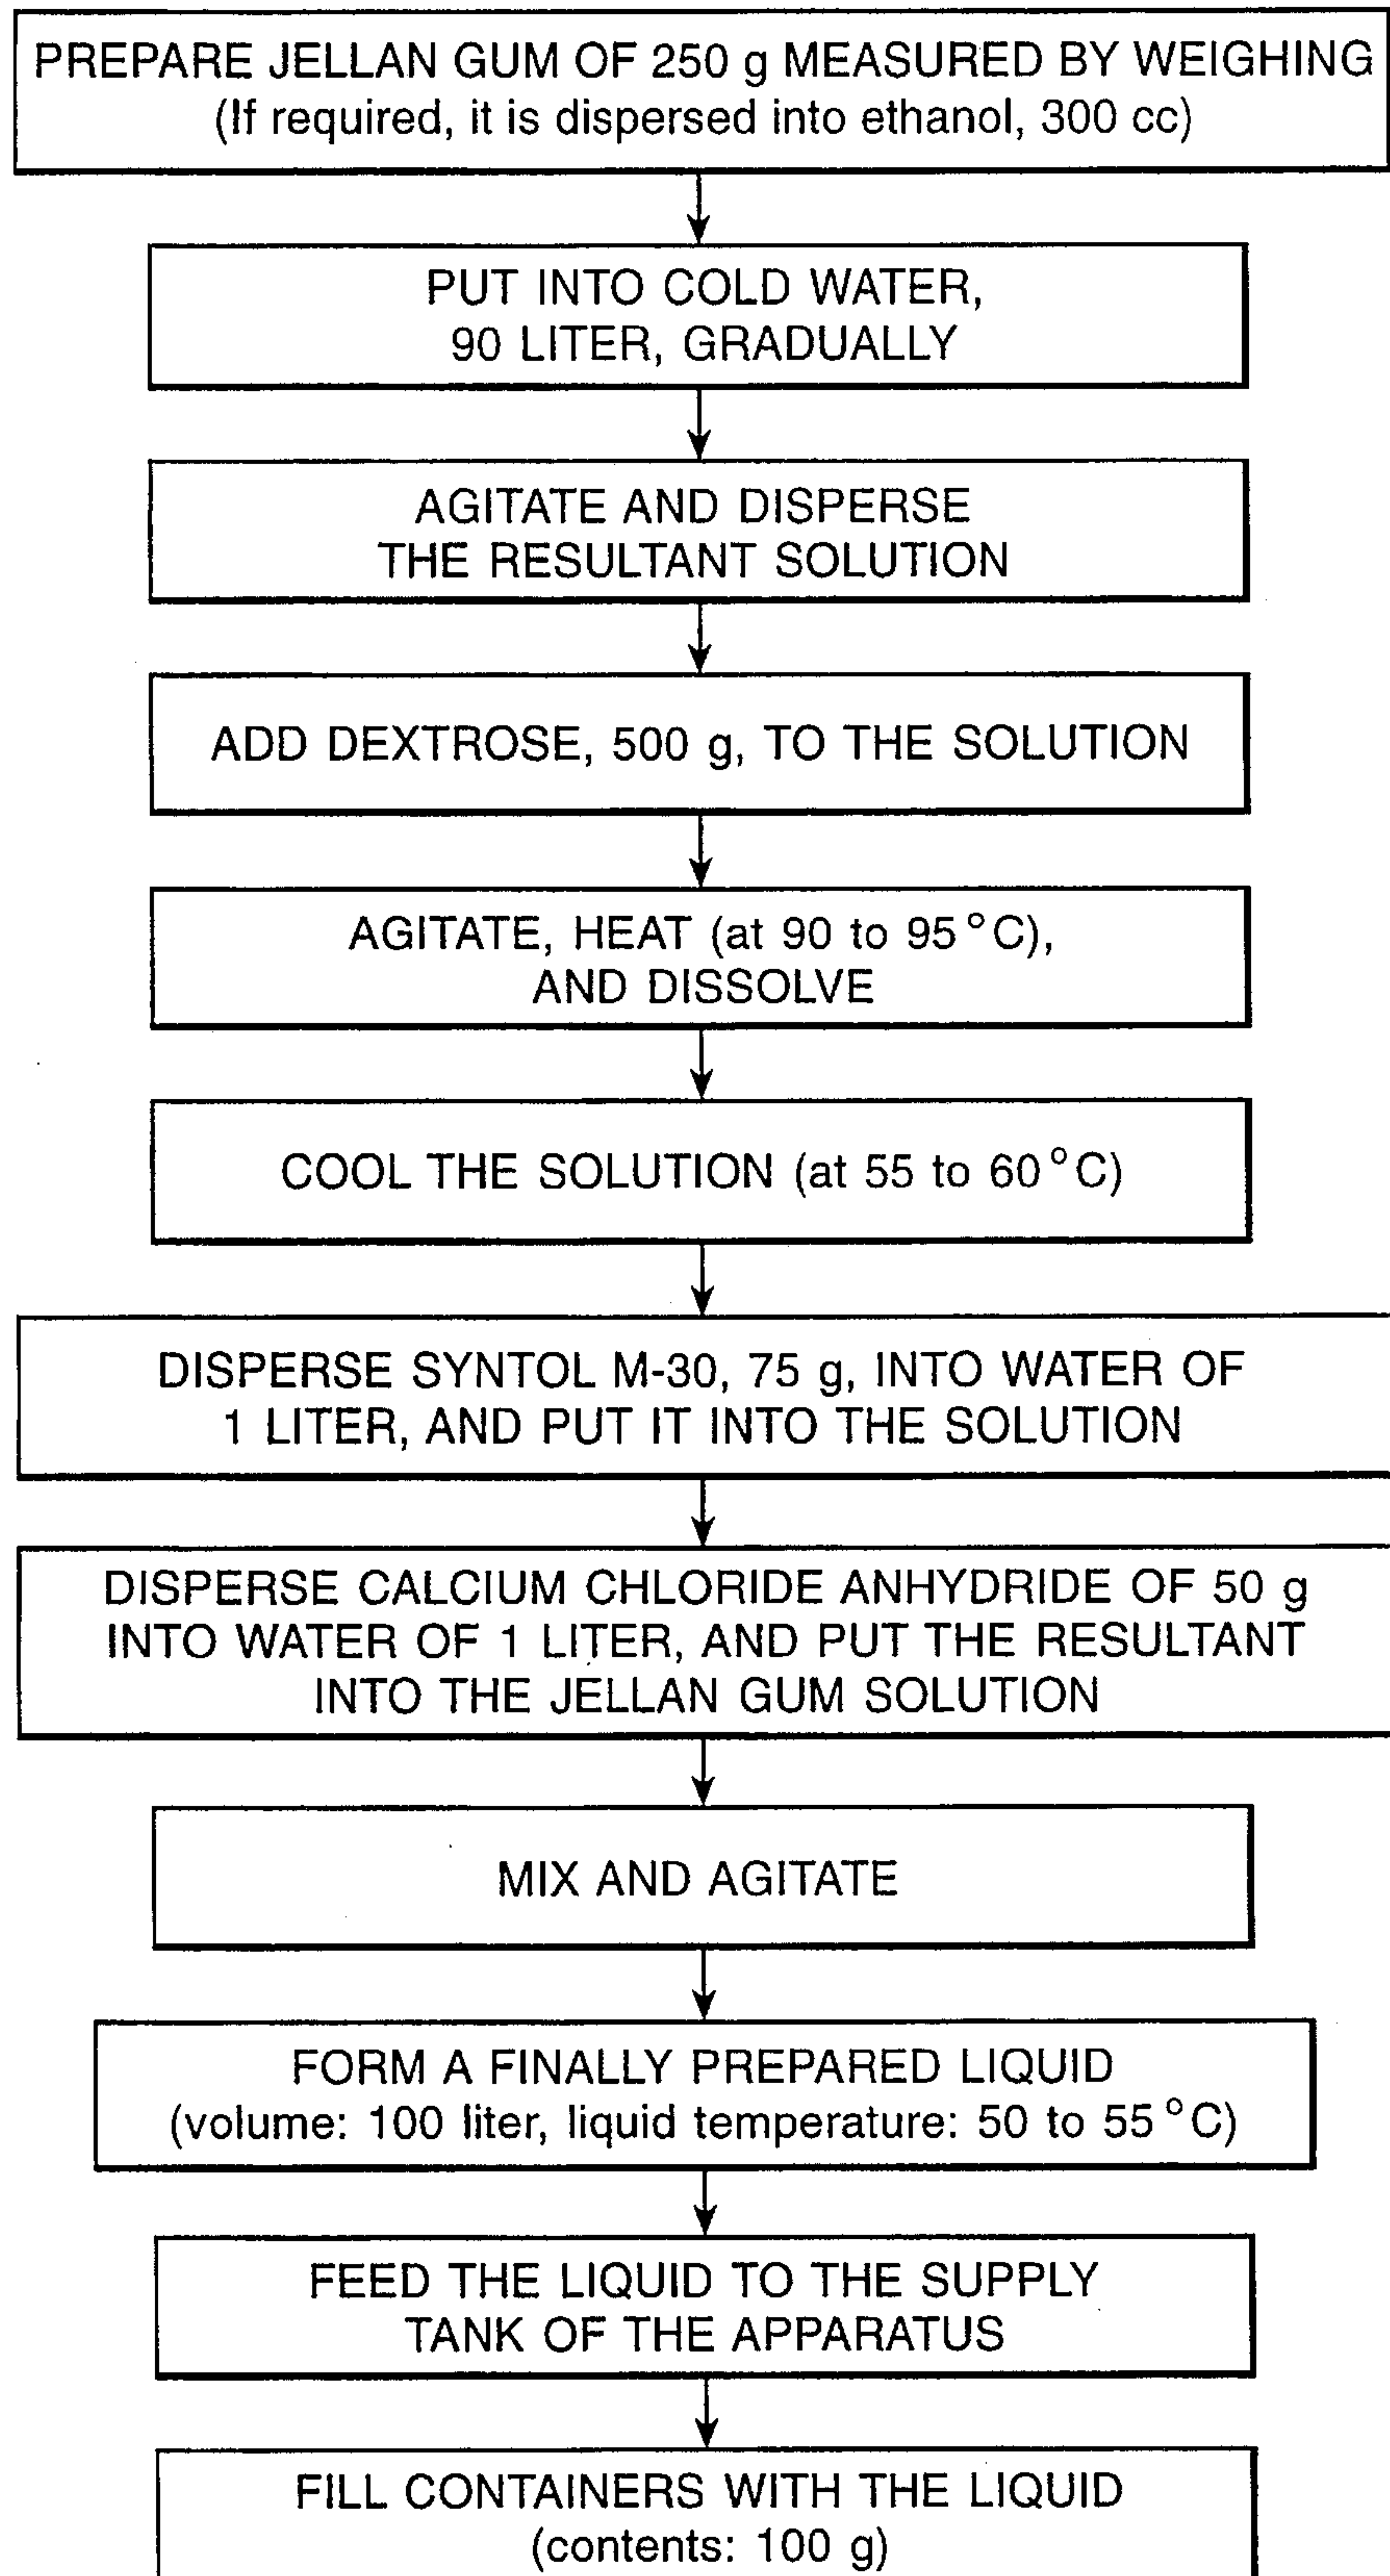 PREPARE JELLAN GUM OF 250 g MEASURED BY WEIGHING
(If required, it is dispersed into ethanol, 300 cc)
PUT INTO COLD WATER,
90 LITER, GRADUALLY
AGITATE AND DISPERSE
THE RESULTANT SOLUTION
ADD DEXTROSE, 500 g, TO THE SOLUTION
AGITATE, HEAT (at 90 to 95°C),
AND DISSOLVE
COOL THE SOLUTION (at 55 to 60°C)
DISPERSE SYNTOL M-30, 75 g, INTO WATER OF
1 LITER, AND PUT IT INTO THE SOLUTION
DISPERSE CALCIUM CHLORIDE ANHYDRIDE OF 50 g
INTO WATER OF 1 LITER, AND PUT THE RESULTANT
INTO THE JELLAN GUM SOLUTION
MIX AND AGITATE
FORM A FINALLY PREPARED LIQUID
(volume: 100 liter, liquid temperature: 50 to 55°C)
FEED THE LIQUID TO THE SUPPLY
TANK OF THE APPARATUS
FILL CONTAINERS WITH THE LIQUID
(contents: 100 g)